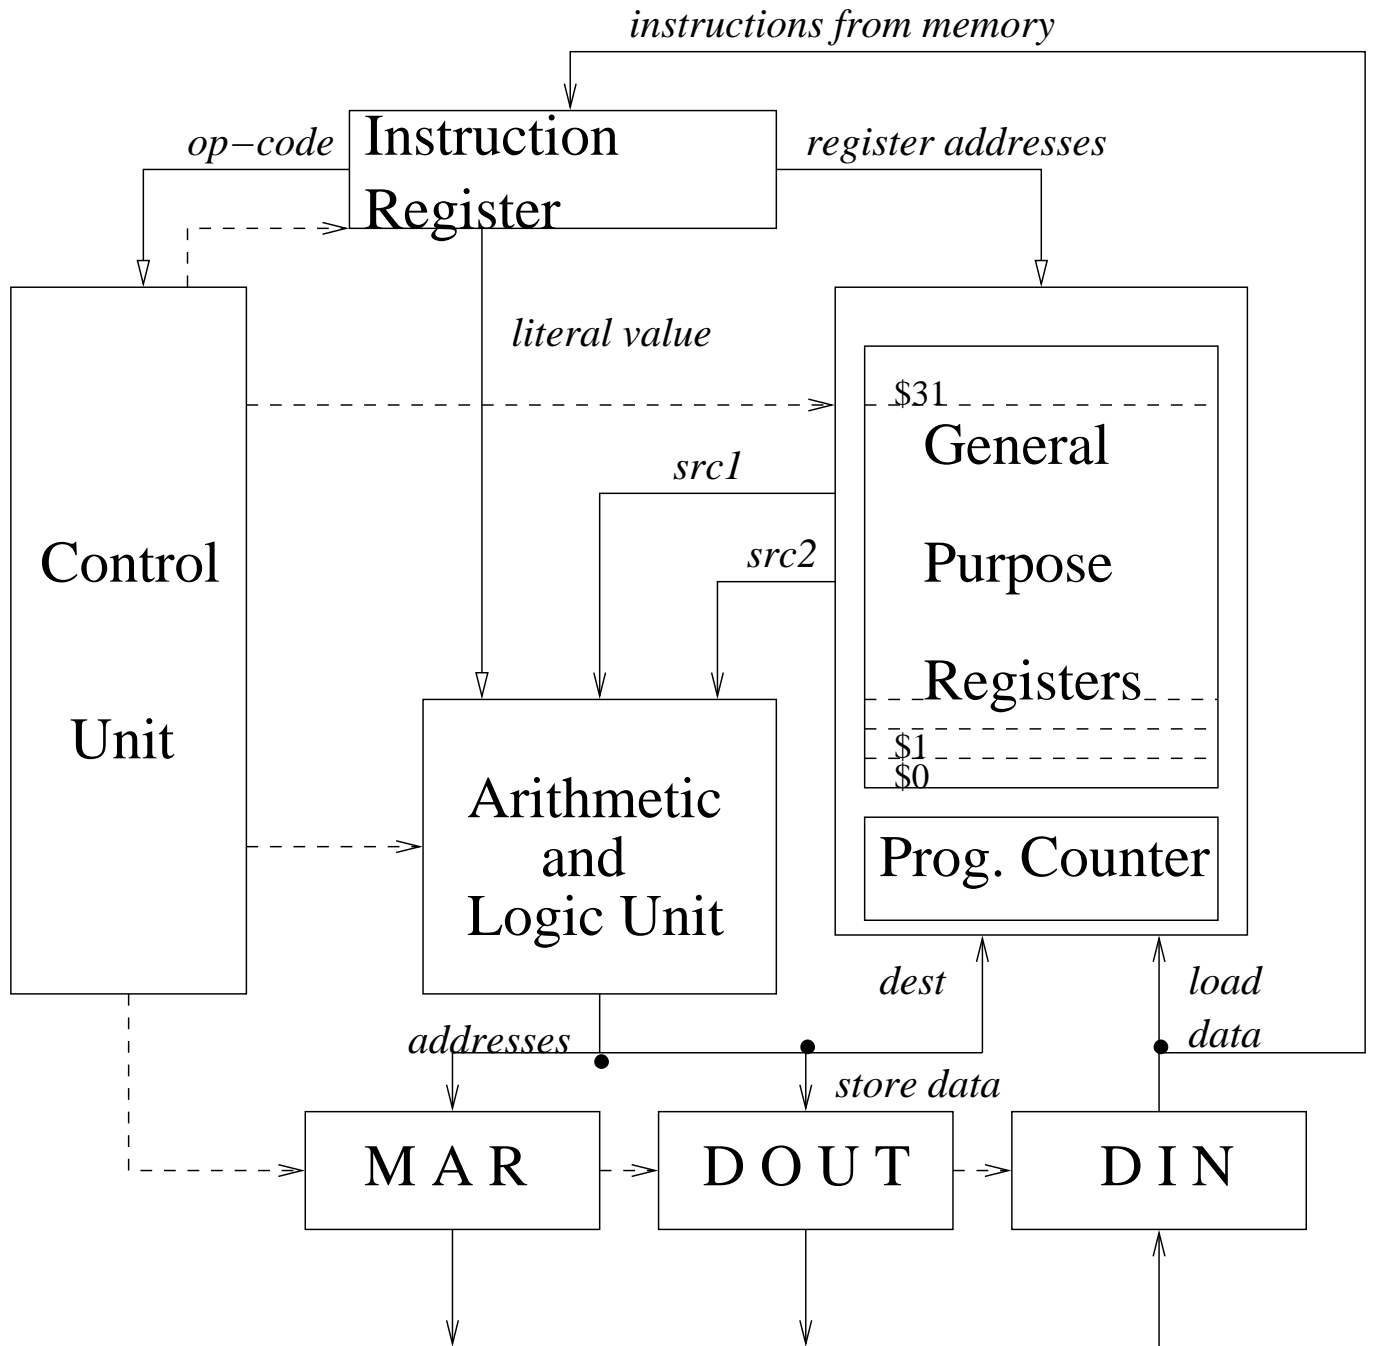 instructions from memory
op−code
Instruction
Register
register addresses
literal value
$31
General
src1
src2
Control
Purpose
Registers
Unit
$1
$0
Arithmetic
and
Logic Unit
Prog. Counter
dest
load
data
addresses
store data
M A R
D O U T
D I N